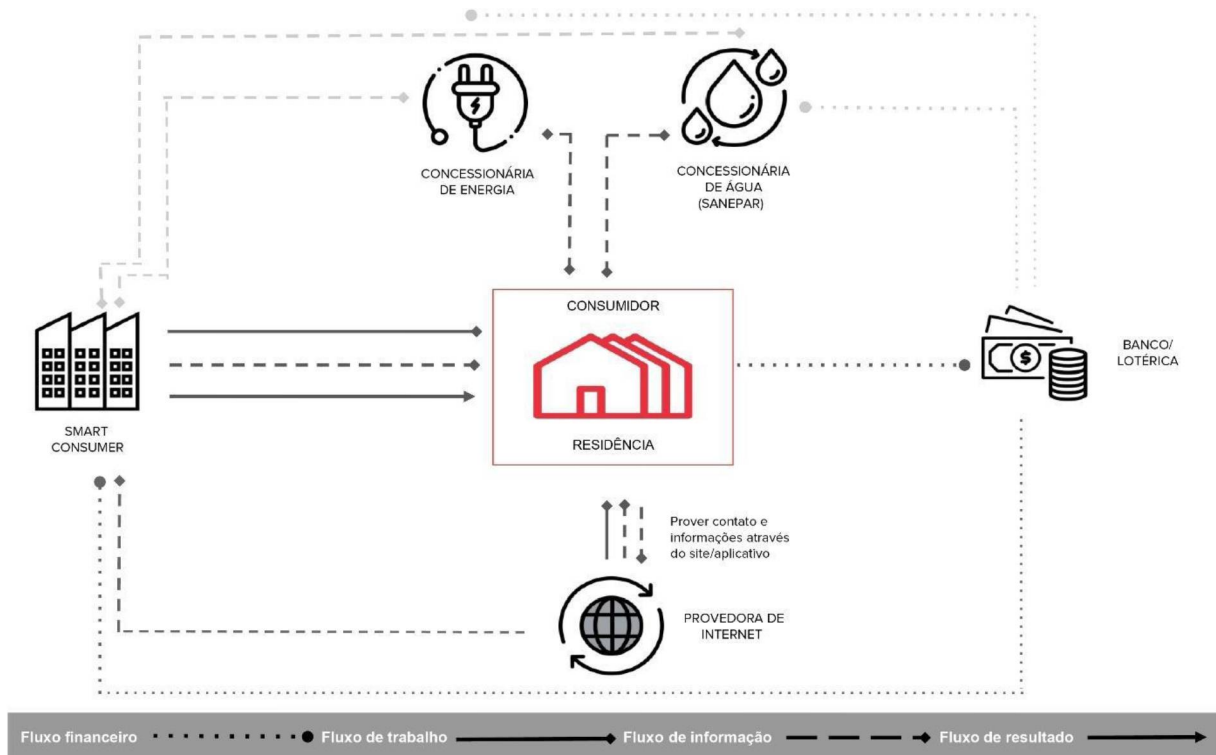 CONCESSIONÁRIA
DE ENERGIA
CONCESSIONÁRIA
DE ÁGUA
(SANEPAR)
CONSUMIDOR
RESIDÊNCIA
BANCO/
LOTÉRICA
SMART
CONSUMER
Prover contato e
informações através
do site/aplicativo
PROVEDORA DE
INTERNET
Fluxo financeiro Fluxo de trabalho Fluxo de informação Fluxo de resultado